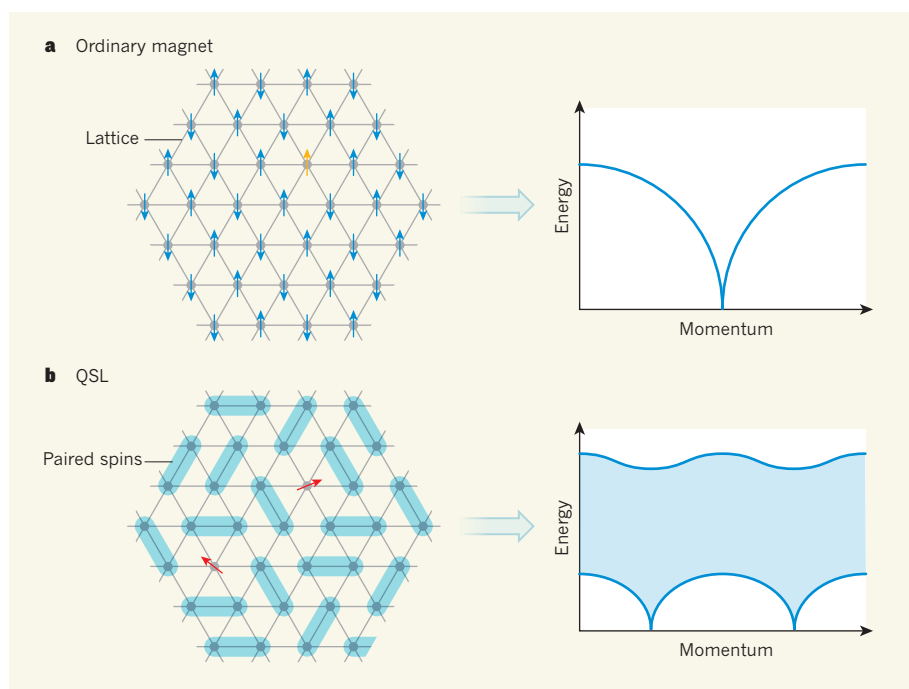 a Ordinary magnet
Lattice
Energy
Momentum
b QSL
Paired spins
Energy
Momentum